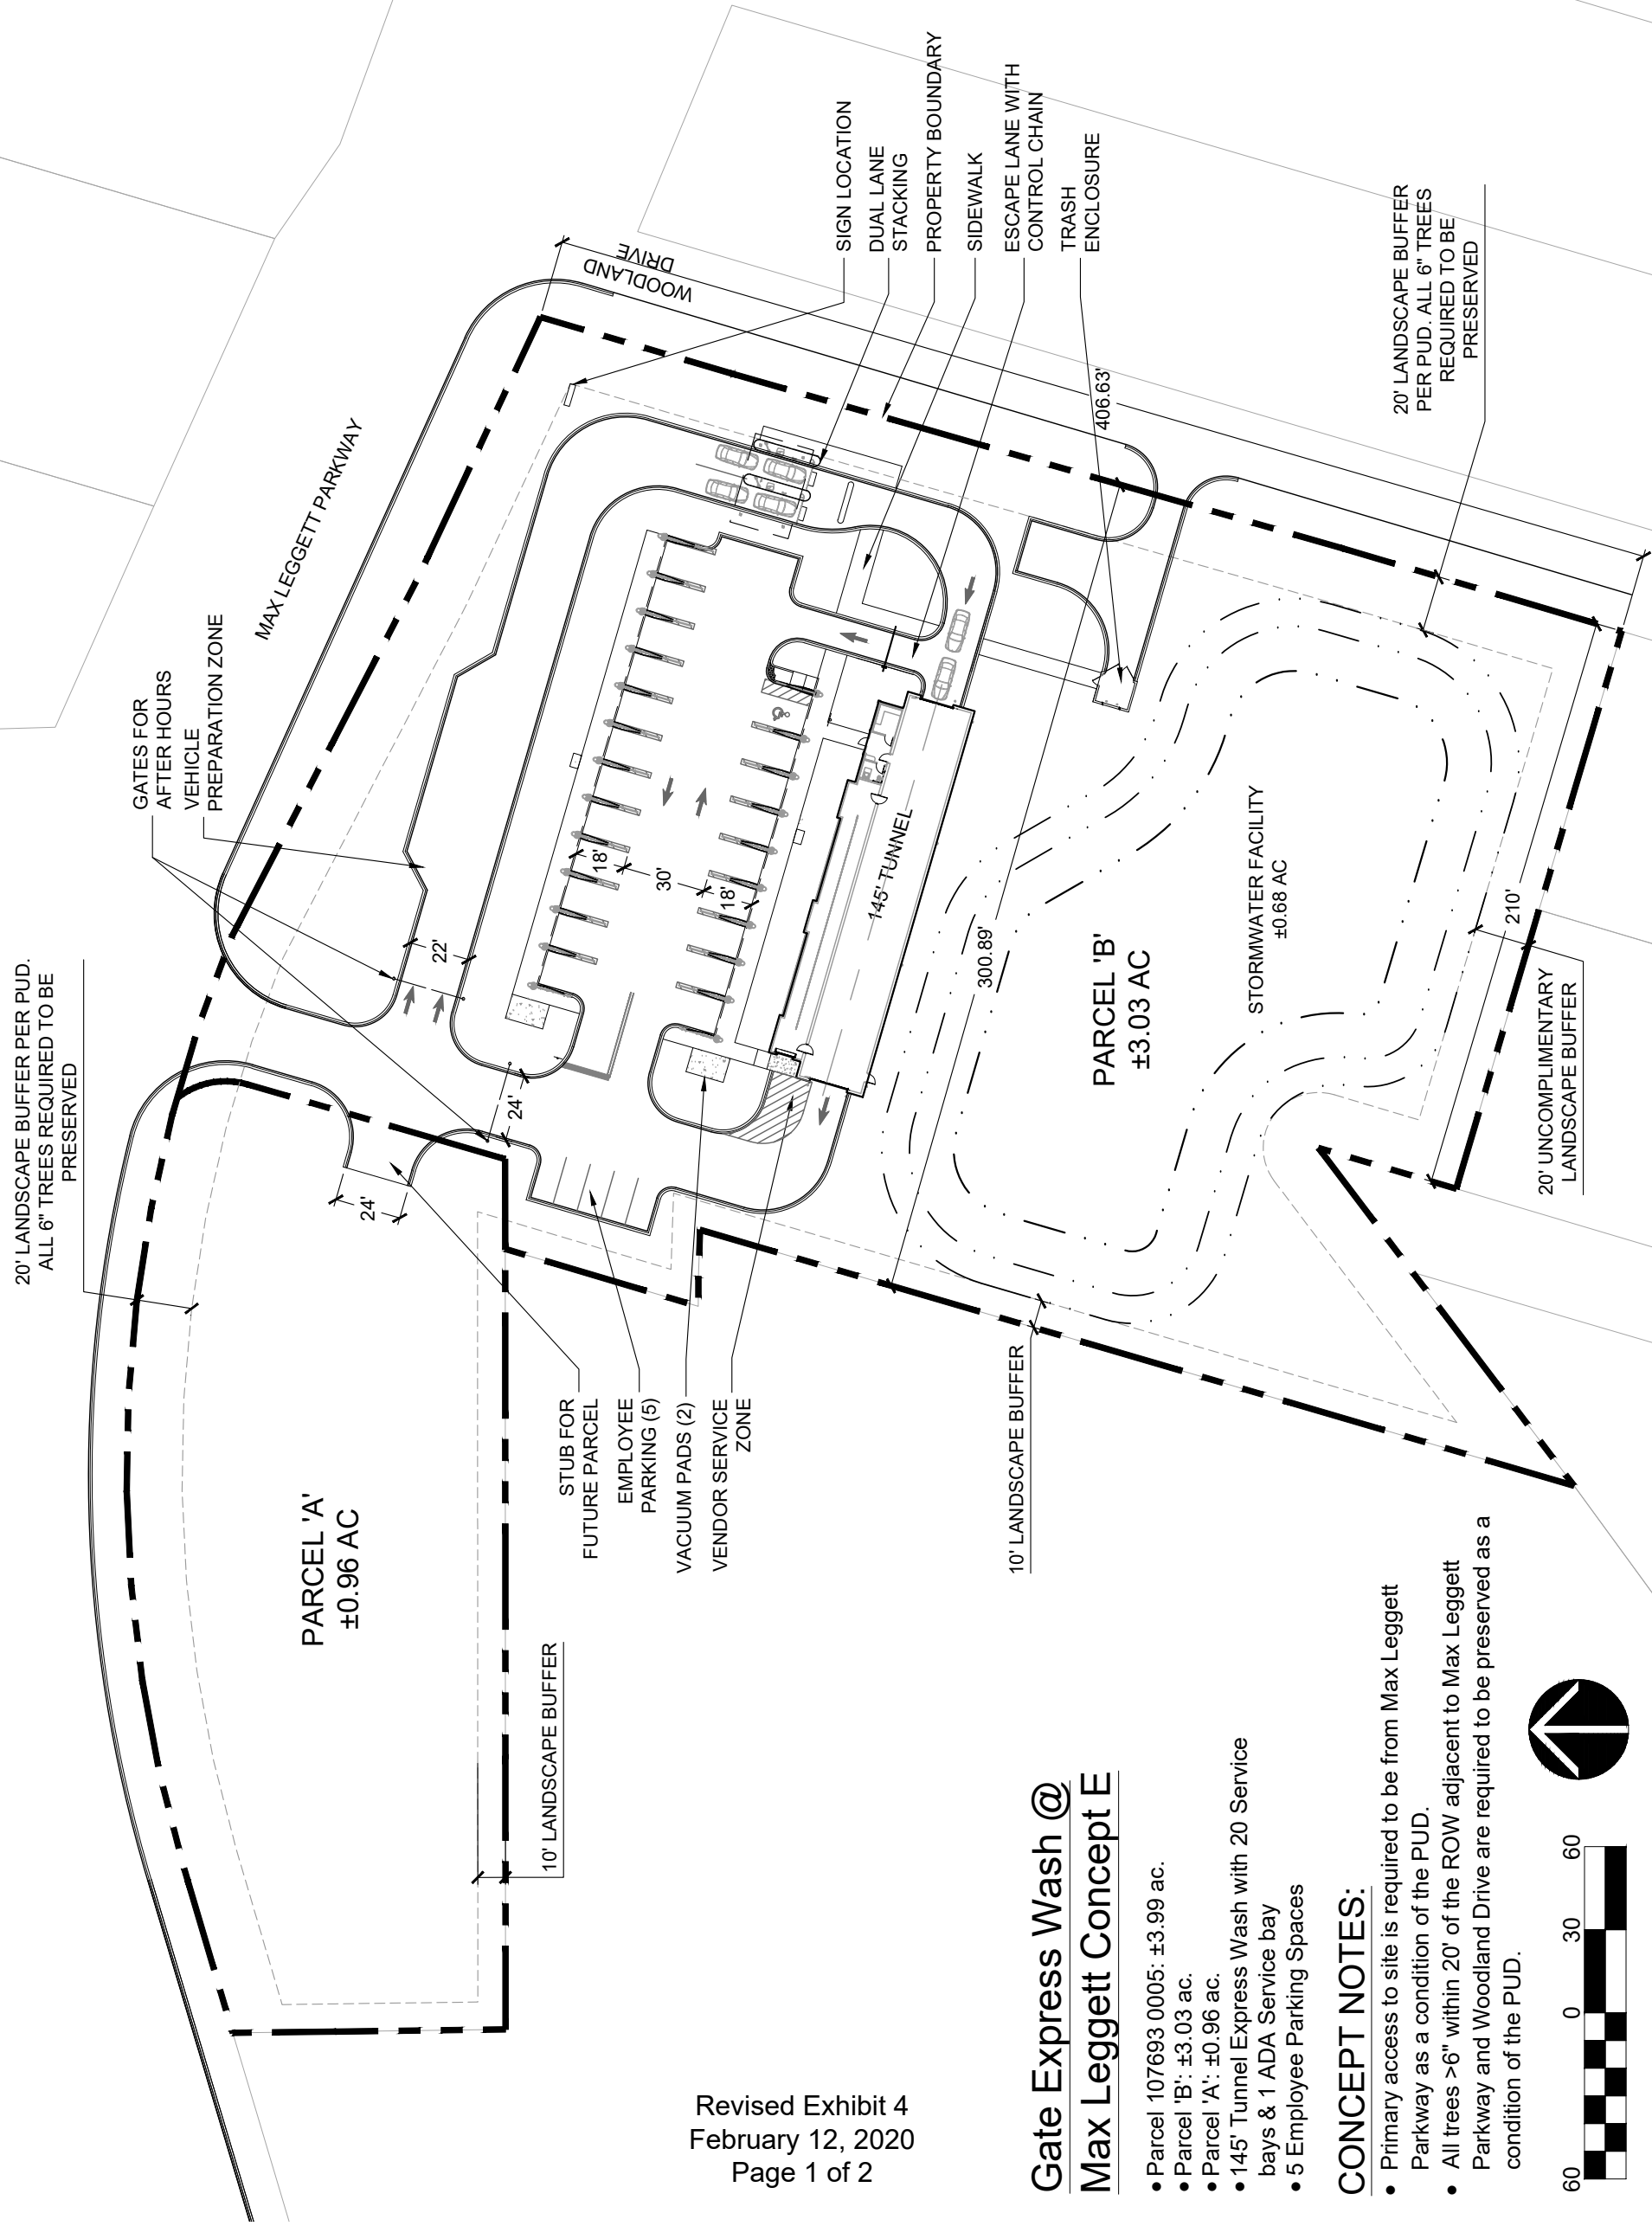 20' LANDSCAPE BUFFER PER PUD.
ALL 6" TREES REQUIRED TO BE
PRESERVED
GATES FOR
AFTER HOURS
VEHICLE
PREPARATION ZONE
MAX LEGGETT PARKWAY
WOODLAND
DRIVE
SIGN LOCATION
DUAL LANE
STACKING
PROPERTY BOUNDARY
SIDEWALK
ESCAPE LANE WITH
CONTROL CHAIN
TRASH
ENCLOSURE
20' LANDSCAPE BUFFER
PER PUD. ALL 6" TREES
REQUIRED TO BE
PRESERVED
406.63'
22'
24'
24'
18'
30'
18'
145' TUNNEL
300.89'
PARCEL 'A'
±0.96 AC
PARCEL 'B'
±3.03 AC
STORMWATER FACILITY
±0.68 AC
210'
20' UNCOMPLIMENTARY
LANDSCAPE BUFFER
STUB FOR
FUTURE PARCEL
EMPLOYEE
PARKING (5)
VACUUM PADS (2)
VENDOR SERVICE
ZONE
10' LANDSCAPE BUFFER
10' LANDSCAPE BUFFER
Gate Express Wash @
Max Leggett Concept E
• Parcel 107693 0005: ±3.99 ac.
• Parcel 'B': ±3.03 ac.
• Parcel 'A': ±0.96 ac.
• 145' Tunnel Express Wash with 20 Service
bays & 1 ADA Service bay
• 5 Employee Parking Spaces
CONCEPT NOTES:
• Primary access to site is required to be from Max Leggett
Parkway as a condition of the PUD.
• All trees >6" within 20' of the ROW adjacent to Max Leggett
Parkway and Woodland Drive are required to be preserved as a
condition of the PUD.
60 0 30 60
Revised Exhibit 4
February 12, 2020
Page 1 of 2